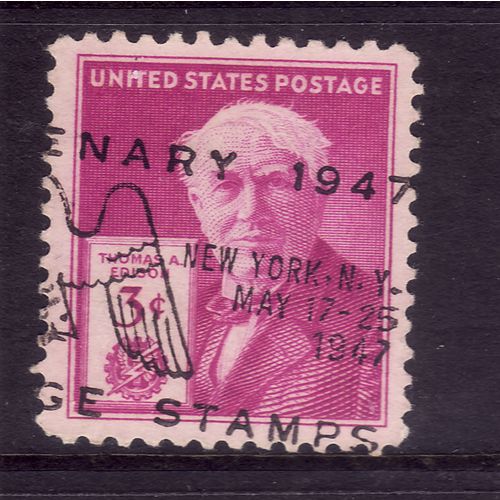 UNITED STATES POSTAGE
NARY 1947
THOMAS A.
EDISON
3¢
NEW YORK, N.Y.
MAY 17-25
1947
GE STAMPS